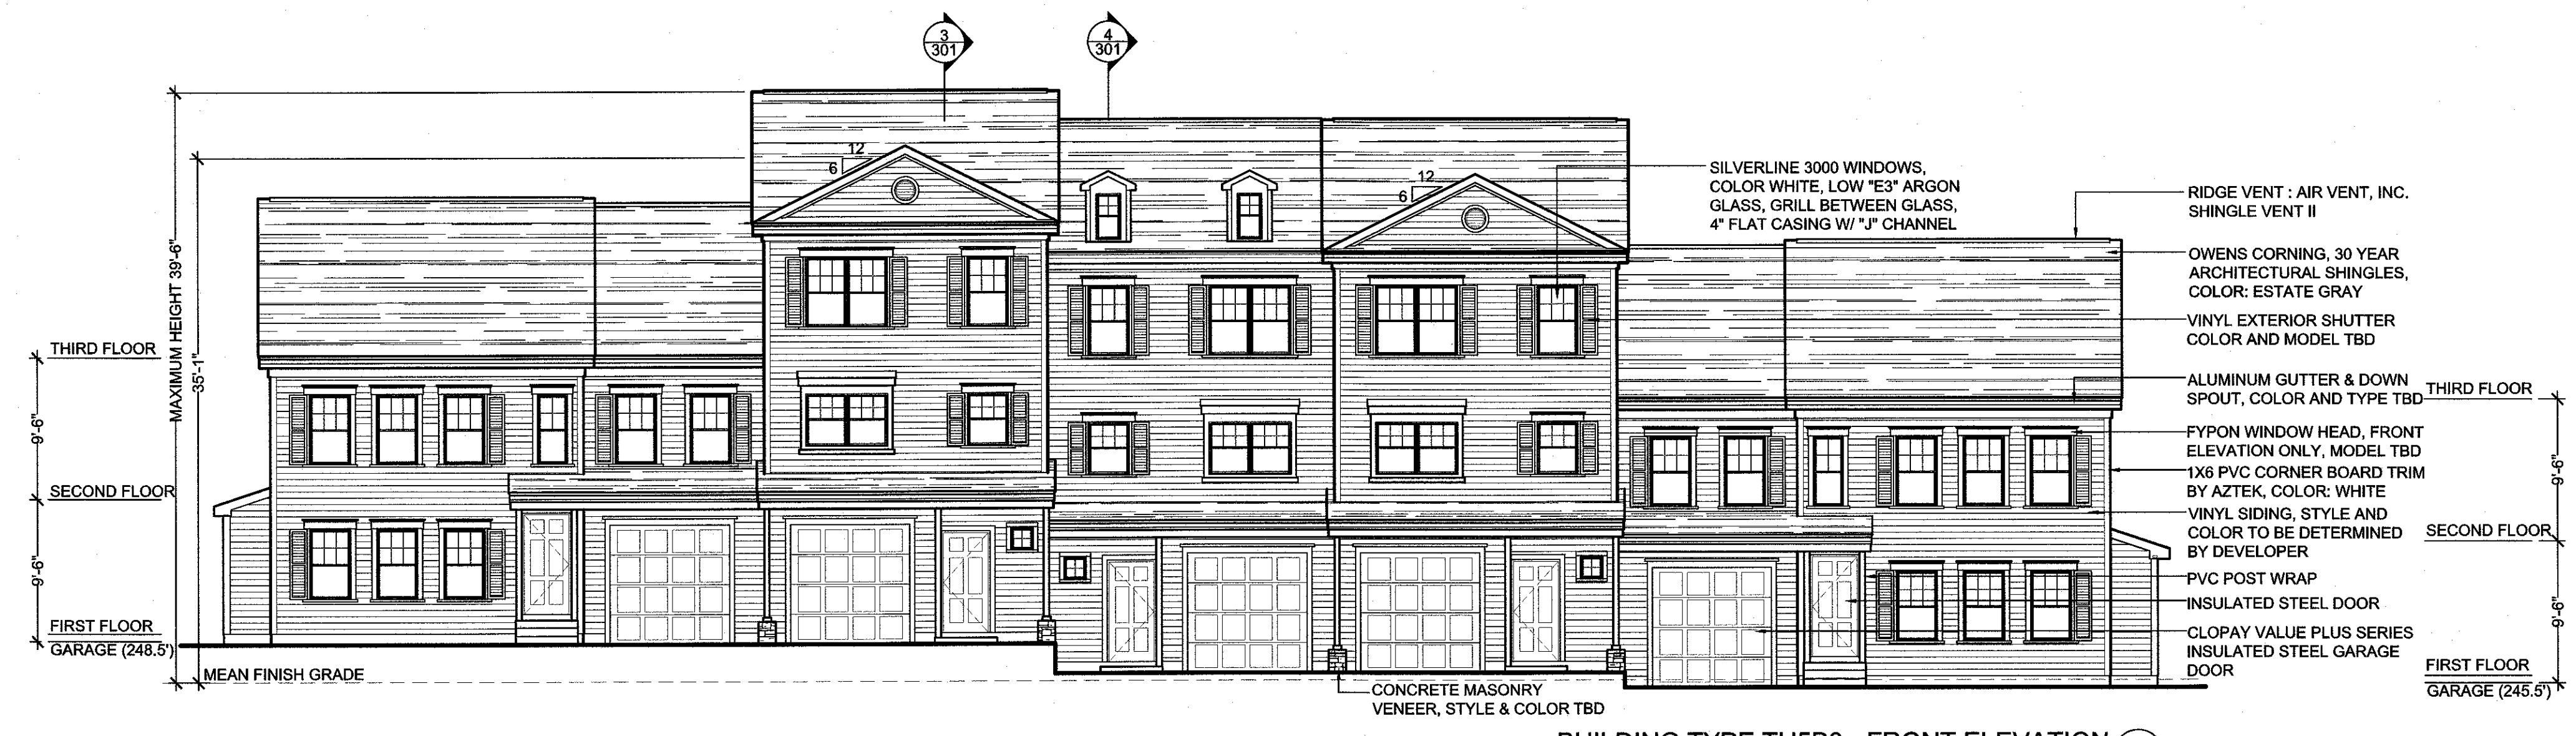 3
301
4
301
12
6
12
6
MAXIMUM HEIGHT 39'-6"
35'-1"
THIRD FLOOR
9'-6"
SECOND FLOOR
9'-6"
FIRST FLOOR
GARAGE (248.5')
MEAN FINISH GRADE
SILVERLINE 3000 WINDOWS,
COLOR WHITE, LOW "E3" ARGON
GLASS, GRILL BETWEEN GLASS,
4" FLAT CASING W/ "J" CHANNEL
RIDGE VENT : AIR VENT, INC.
SHINGLE VENT II
OWENS CORNING, 30 YEAR
ARCHITECTURAL SHINGLES,
COLOR: ESTATE GRAY
VINYL EXTERIOR SHUTTER
COLOR AND MODEL TBD
ALUMINUM GUTTER & DOWN
SPOUT, COLOR AND TYPE TBD
FYPON WINDOW HEAD, FRONT
ELEVATION ONLY, MODEL TBD
1X6 PVC CORNER BOARD TRIM
BY AZTEK, COLOR: WHITE
VINYL SIDING, STYLE AND
COLOR TO BE DETERMINED
BY DEVELOPER
PVC POST WRAP
INSULATED STEEL DOOR
CLOPAY VALUE PLUS SERIES
INSULATED STEEL GARAGE
DOOR
THIRD FLOOR
9'-6"
SECOND FLOOR
9'-6"
FIRST FLOOR
GARAGE (245.5')
CONCRETE MASONRY
VENEER, STYLE & COLOR TBD
BUILDING TYPE - FRONT ELEVATION